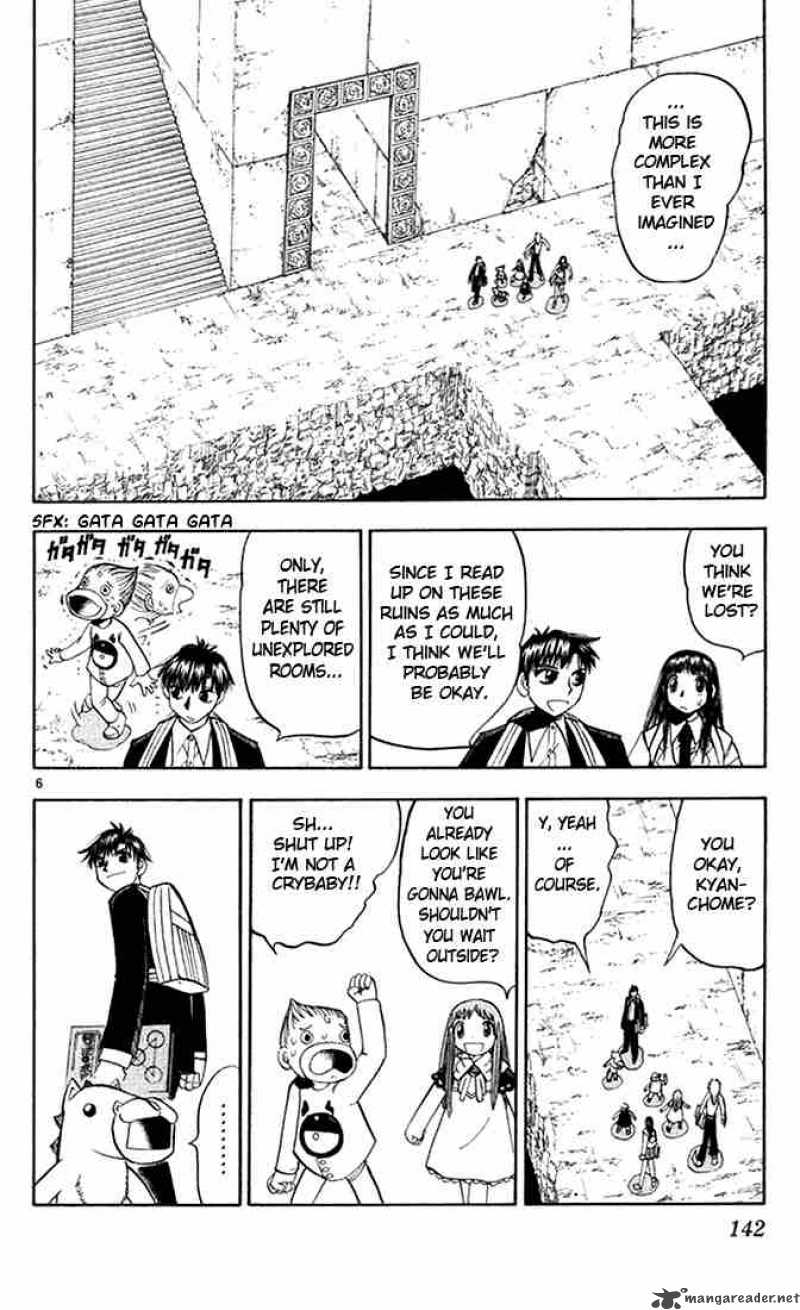 ...
THIS IS
MORE
COMPLEX
THAN I
EVER
IMAGINED
...
SFX: GATA GATA GATA
YOU
THINK
WE'RE
LOST?
SINCE I READ
UP ON THESE
RUINS AS MUCH
AS I COULD,
I THINK WE'LL
PROBABLY
BE OKAY.
ONLY,
THERE
ARE STILL
PLENTY OF
UNEXPLORED
ROOMS...
ガタガタ ガタガタガタ
6
YOU
OKAY,
KYAN-
CHOME?
Y, YEAH
...
OF
COURSE.
YOU
ALREADY
LOOK LIKE
YOU'RE
GONNA BAWL.
SHOULDN'T
YOU WAIT
OUTSIDE?
SH...
SHUT UP!
I'M NOT A
CRYBABY!!
........
142
mangareader.net